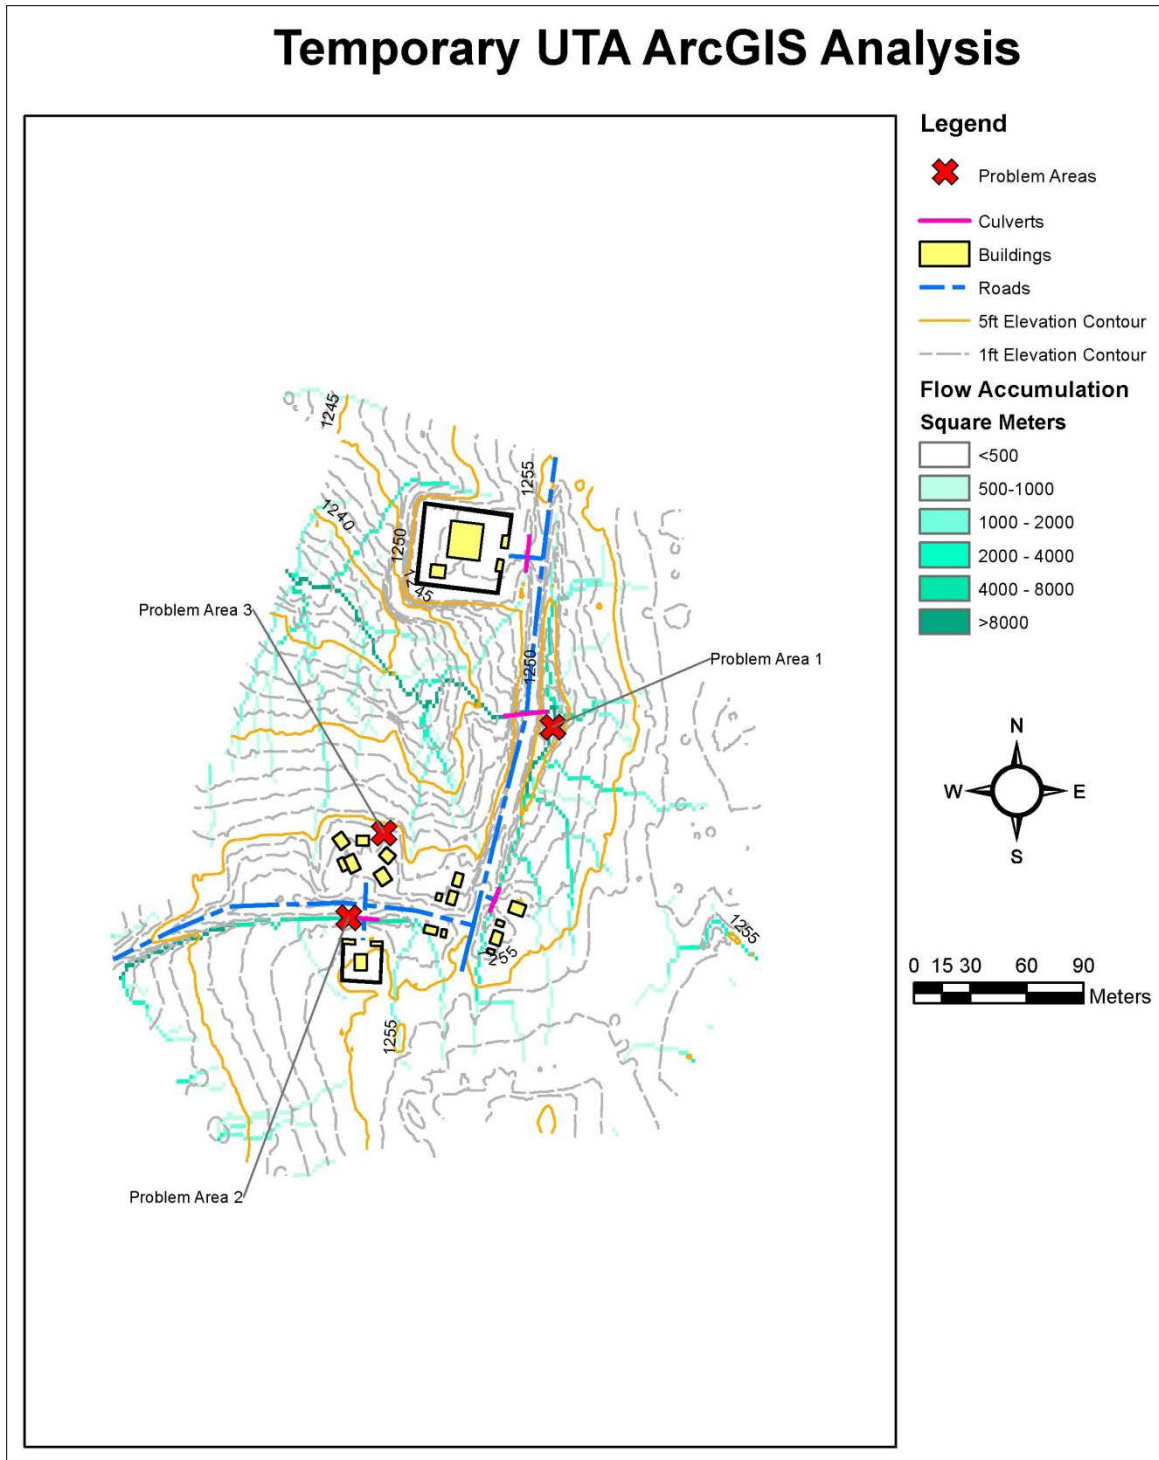 Temporary UTA ArcGIS Analysis
Legend
Problem Areas
Culverts
Buildings
Roads
5ft Elevation Contour
1ft Elevation Contour
Flow Accumulation
Square Meters
<500
500-1000
1000 - 2000
2000 - 4000
4000 - 8000
>8000
1245
1255
1240
1250
1245
Problem Area 3
1250
Problem Area 1
N
W E
S
1255
1255
0 15 30 60 90
Meters
1255
Problem Area 2